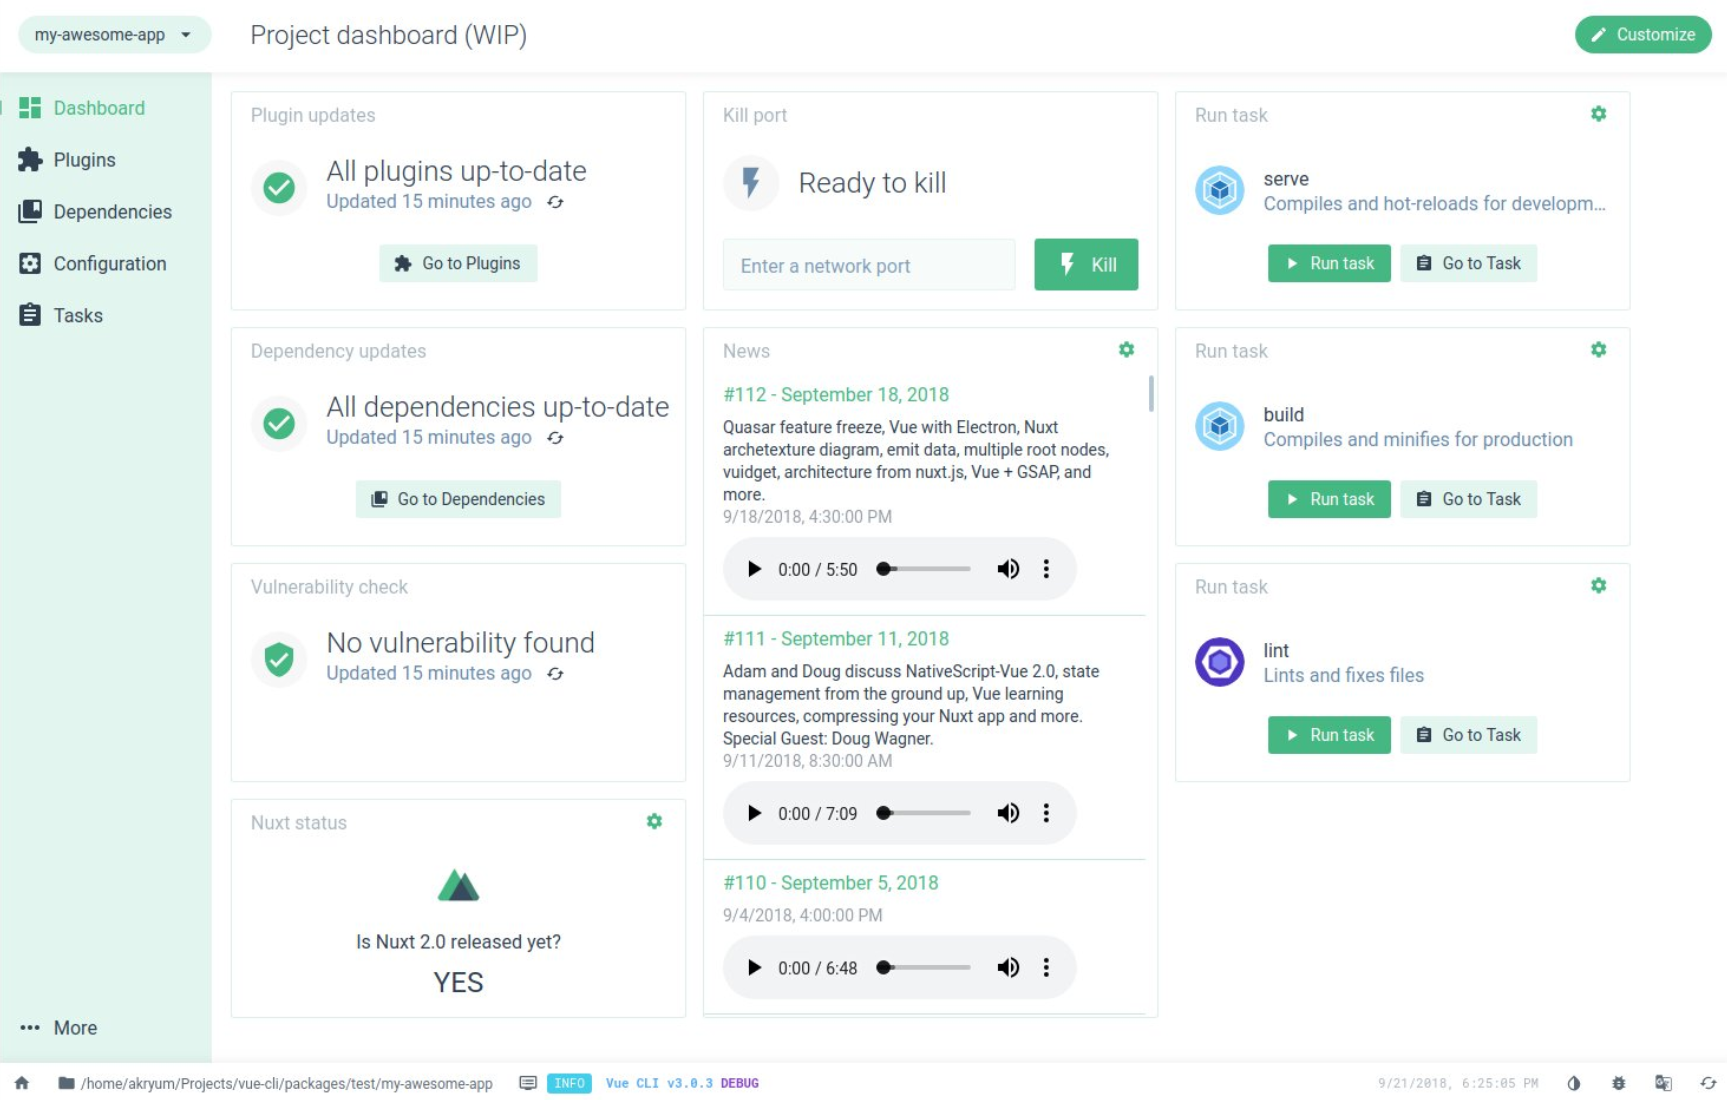 my-awesome-app
Project dashboard (WIP)
Customize
Dashboard
Plugins
Dependencies
Configuration
Tasks
More
Plugin updates
All plugins up-to-date
Updated 15 minutes ago
Go to Plugins
Dependency updates
All dependencies up-to-date
Updated 15 minutes ago
Go to Dependencies
Vulnerability check
No vulnerability found
Updated 15 minutes ago
Nuxt status
Is Nuxt 2.0 released yet?
YES
Kill port
Ready to kill
Enter a network port
Kill
News
#112 - September 18, 2018
Quasar feature freeze, Vue with Electron, Nuxt
archetexture diagram, emit data, multiple root nodes,
vuidget, architecture from nuxt.js, Vue + GSAP, and
more.
9/18/2018, 4:30:00 PM
0:00 / 5:50
#111 - September 11, 2018
Adam and Doug discuss NativeScript-Vue 2.0, state
management from the ground up, Vue learning
resources, compressing your Nuxt app and more.
Special Guest: Doug Wagner.
9/11/2018, 8:30:00 AM
0:00 / 7:09
#110 - September 5, 2018
9/4/2018, 4:00:00 PM
0:00 / 6:48
Run task
serve
Compiles and hot-reloads for developm...
Run task
Go to Task
Run task
build
Compiles and minifies for production
Run task
Go to Task
Run task
lint
Lints and fixes files
Run task
Go to Task
/home/akryum/Projects/vue-cli/packages/test/my-awesome-app
INFO
Vue CLI v3.0.3 DEBUG
9/21/2018, 6:25:05 PM